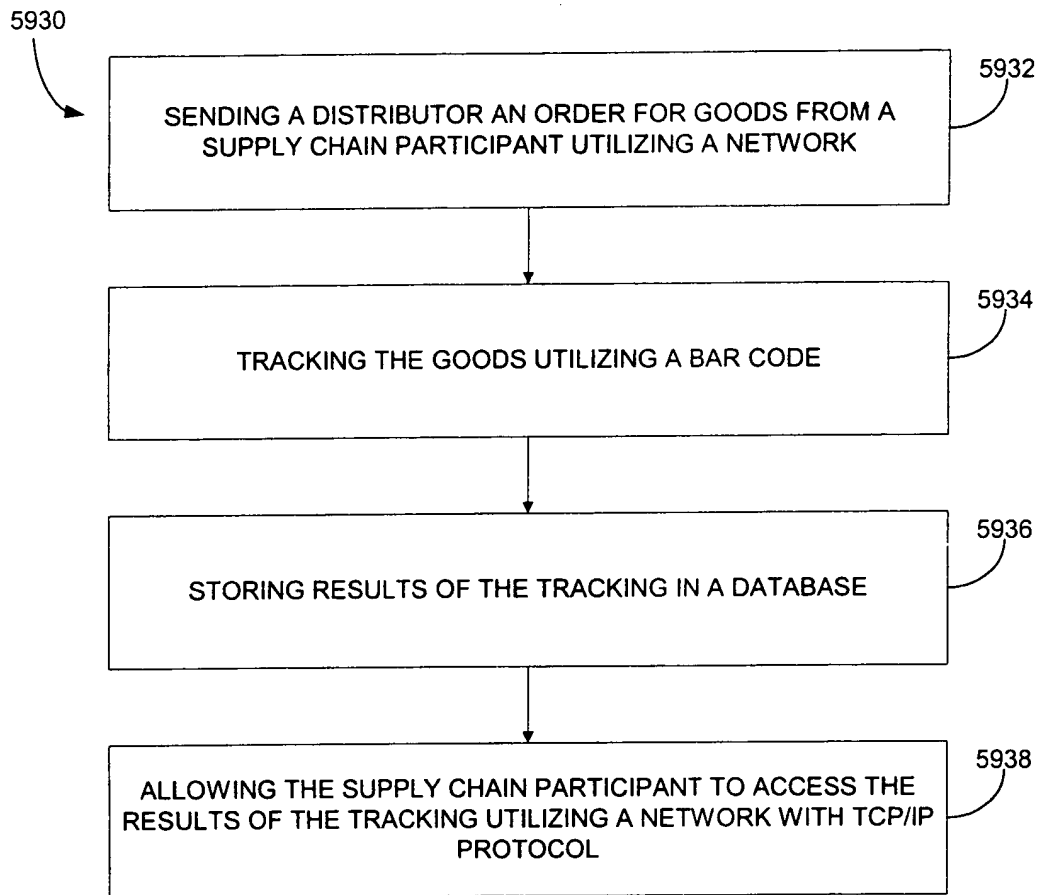 5930
5932
SENDING A DISTRIBUTOR AN ORDER FOR GOODS FROM A
SUPPLY CHAIN PARTICIPANT UTILIZING A NETWORK
5934
TRACKING THE GOODS UTILIZING A BAR CODE
5936
STORING RESULTS OF THE TRACKING IN A DATABASE
5938
ALLOWING THE SUPPLY CHAIN PARTICIPANT TO ACCESS THE
RESULTS OF THE TRACKING UTILIZING A NETWORK WITH TCP/IP
PROTOCOL